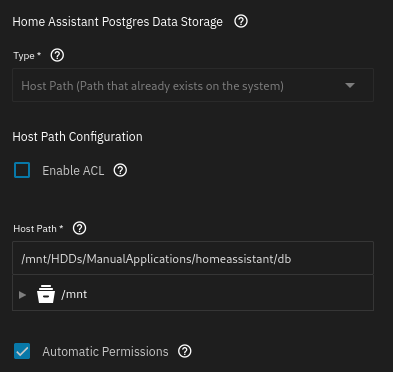 Home Assistant Postgres Data Storage
Type *
Host Path (Path that already exists on the system)
Host Path Configuration
Enable ACL
Host Path *
/mnt/HDDs/ManualApplications/homeassistant/db
/mnt
Automatic Permissions